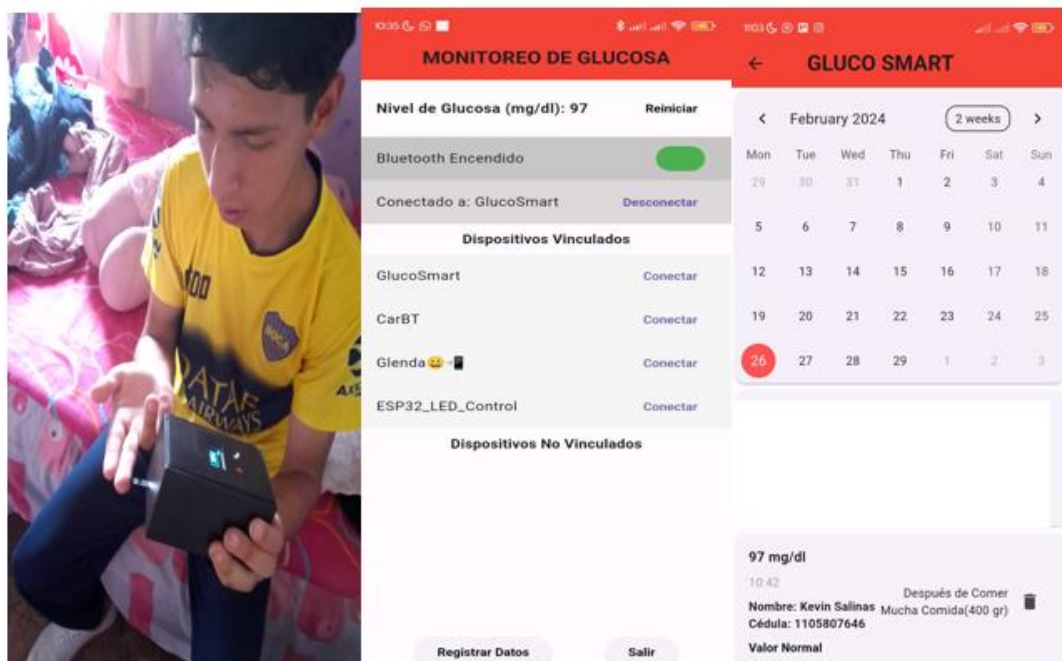 BOCA
QATAR
AIRWAYS
10:35
MONITOREO DE GLUCOSA
Nivel de Glucosa (mg/dl): 97 Reiniciar
Bluetooth Encendido
Conectado a: GlucoSmart Desconectar
Dispositivos Vinculados
GlucoSmart Conectar
CarBT Conectar
Glenda😀📲 Conectar
ESP32_LED_Control Conectar
Dispositivos No Vinculados
Registrar Datos Salir
11:03
← GLUCO SMART
< February 2024 2 weeks >
Mon Tue Wed Thu Fri Sat Sun
29 30 31 1 2 3 4
5 6 7 8 9 10 11
12 13 14 15 16 17 18
19 20 21 22 23 24 25
26 27 28 29 1 2 3
97 mg/dl
10:42
Después de Comer
Mucha Comida(400 gr)
Nombre: Kevin Salinas
Cédula: 1105807646
Valor Normal